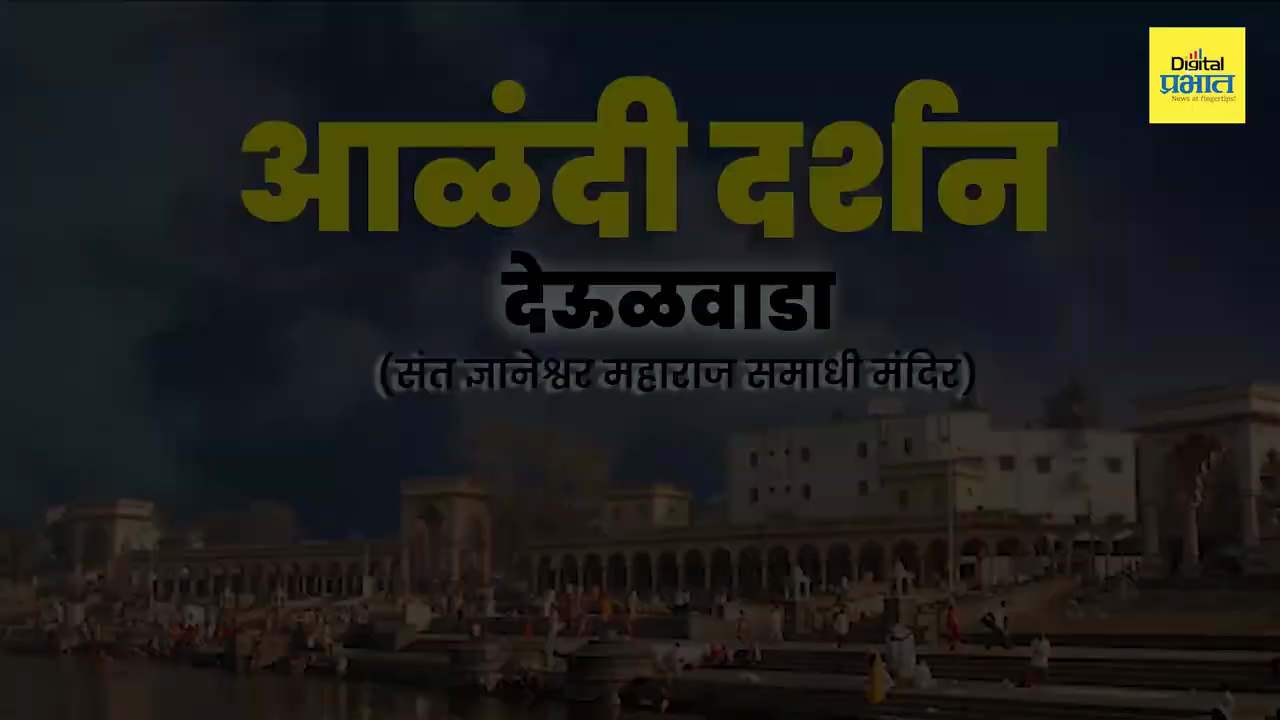 Digital
प्रभात
News at fingertips!
आळंदी दर्शन
देऊळवाडा
(संत ज्ञानेश्वर महाराज समाधी मंदिर)